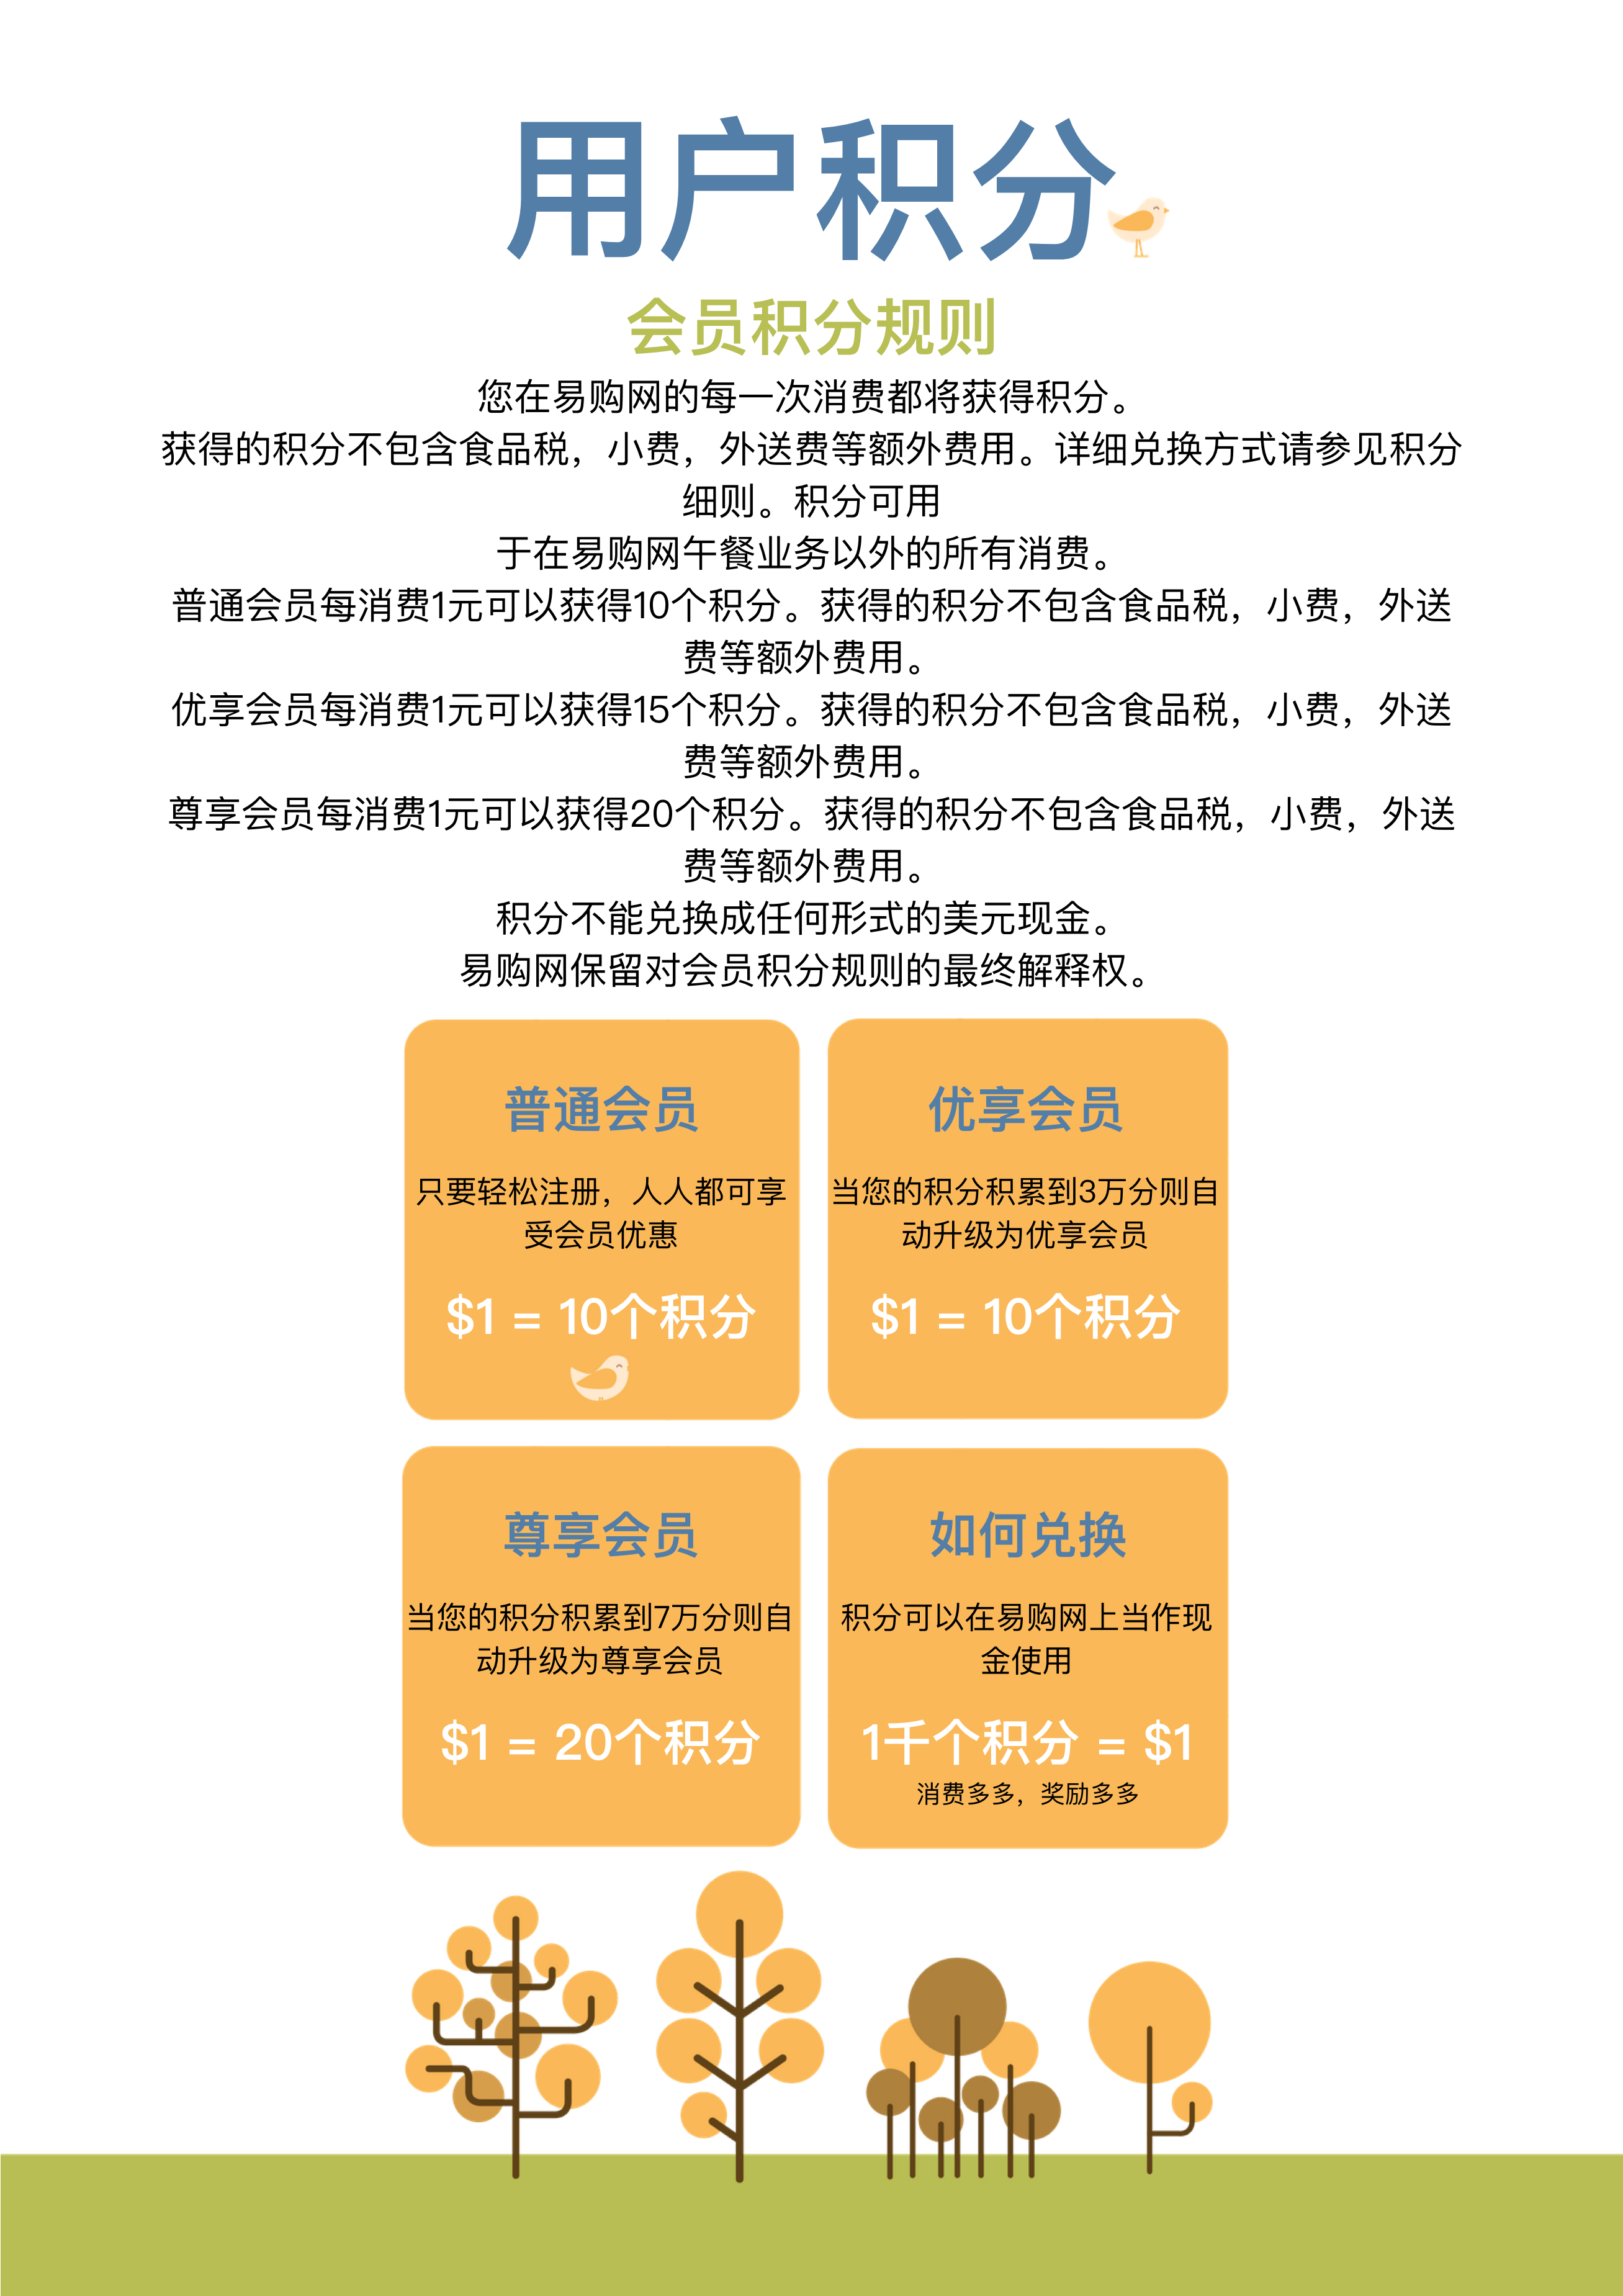 用户积分
会员积分规则
您在易购网的每一次消费都将获得积分。
获得的积分不包含食品税，小费，外送费等额外费用。详细兑换方式请参见积分
细则。积分可用
于在易购网午餐业务以外的所有消费。
普通会员每消费1元可以获得10个积分。获得的积分不包含食品税，小费，外送
费等额外费用。
优享会员每消费1元可以获得15个积分。获得的积分不包含食品税，小费，外送
费等额外费用。
尊享会员每消费1元可以获得20个积分。获得的积分不包含食品税，小费，外送
费等额外费用。
积分不能兑换成任何形式的美元现金。
易购网保留对会员积分规则的最终解释权。
普通会员
只要轻松注册，人人都可享
受会员优惠
$1 = 10个积分
优享会员
当您的积分积累到3万分则自
动升级为优享会员
$1 = 10个积分
尊享会员
当您的积分积累到7万分则自
动升级为尊享会员
$1 = 20个积分
如何兑换
积分可以在易购网上当作现
金使用
1千个积分 = $1
消费多多，奖励多多